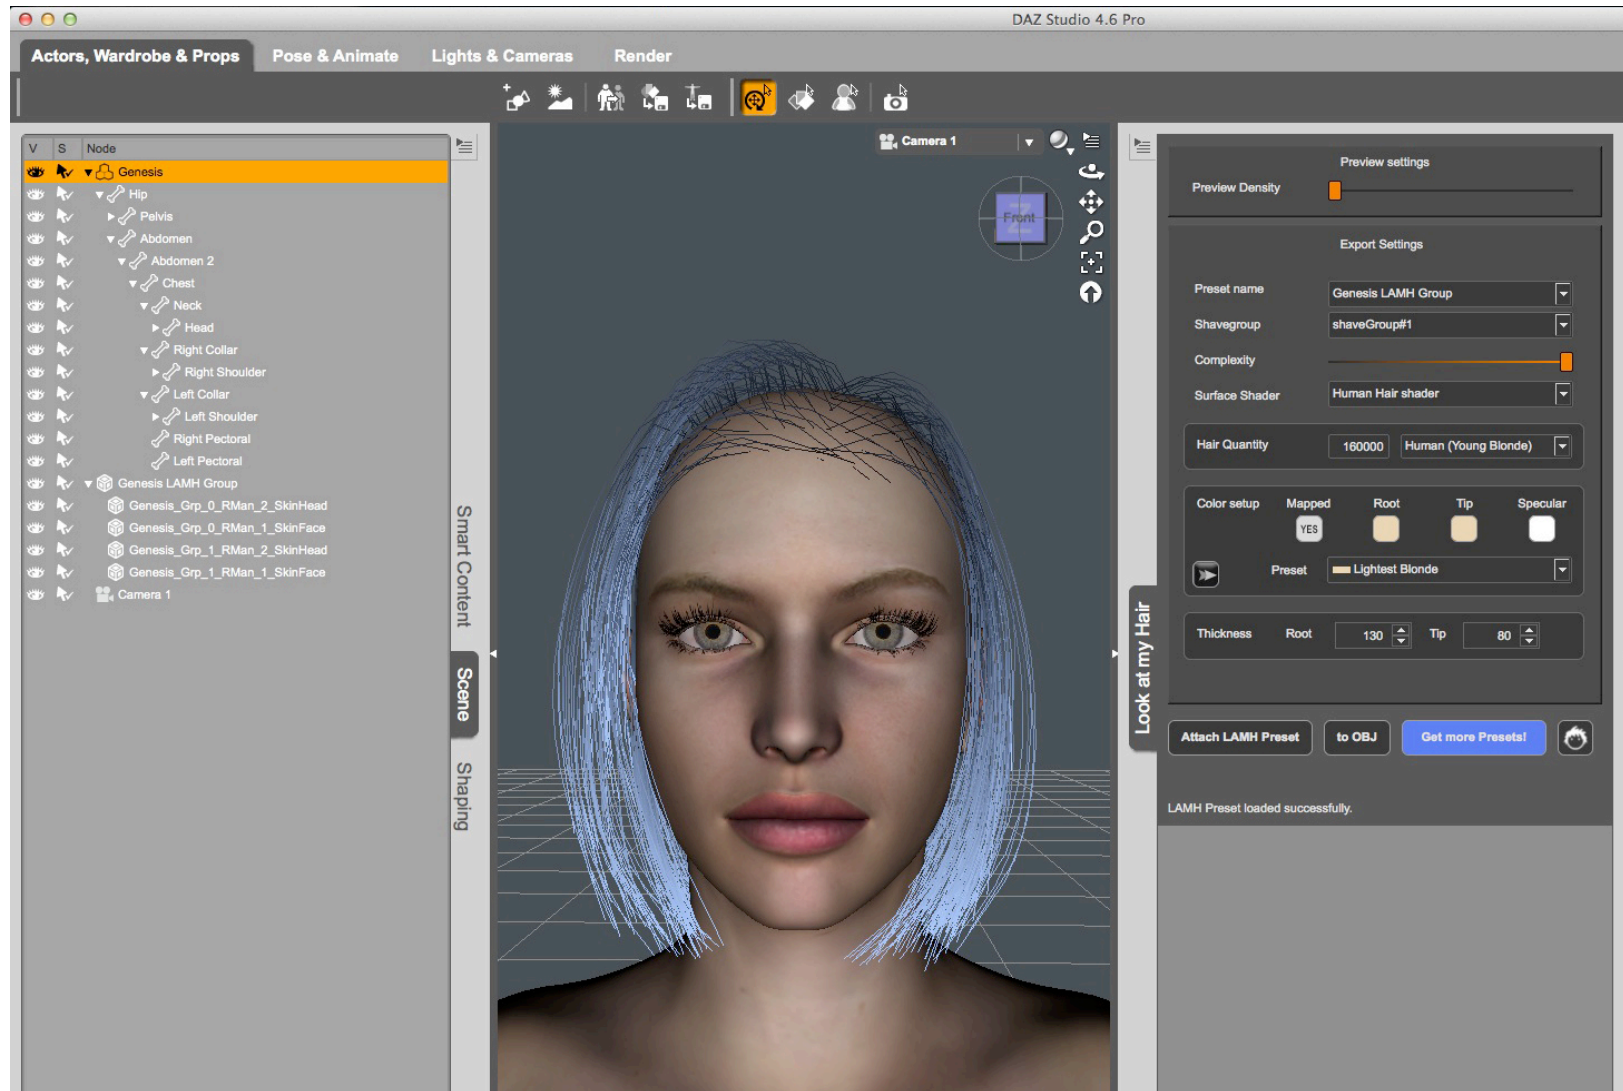 DAZ Studio 4.6 Pro
Actors, Wardrobe & Props Pose & Animate Lights & Cameras Render
V S Node
Genesis
Hip
Pelvis
Abdomen
Abdomen 2
Chest
Neck
Head
Right Collar
Right Shoulder
Left Collar
Left Shoulder
Right Pectoral
Left Pectoral
Genesis LAMH Group
Genesis_Grp_0_RMan_2_SkinHead
Genesis_Grp_0_RMan_1_SkinFace
Genesis_Grp_1_RMan_2_SkinHead
Genesis_Grp_1_RMan_1_SkinFace
Camera 1
Smart Content
Scene
Shaping
Camera 1
Front
Look at my Hair
Preview settings
Preview Density
Export Settings
Preset name Genesis LAMH Group
Shavegroup shaveGroup#1
Complexity
Surface Shader Human Hair shader
Hair Quantity 160000 Human (Young Blonde)
Color setup Mapped Root Tip Specular
YES
Preset Lightest Blonde
Thickness Root 130 Tip 80
Attach LAMH Preset to OBJ Get more Presets!
LAMH Preset loaded successfully.